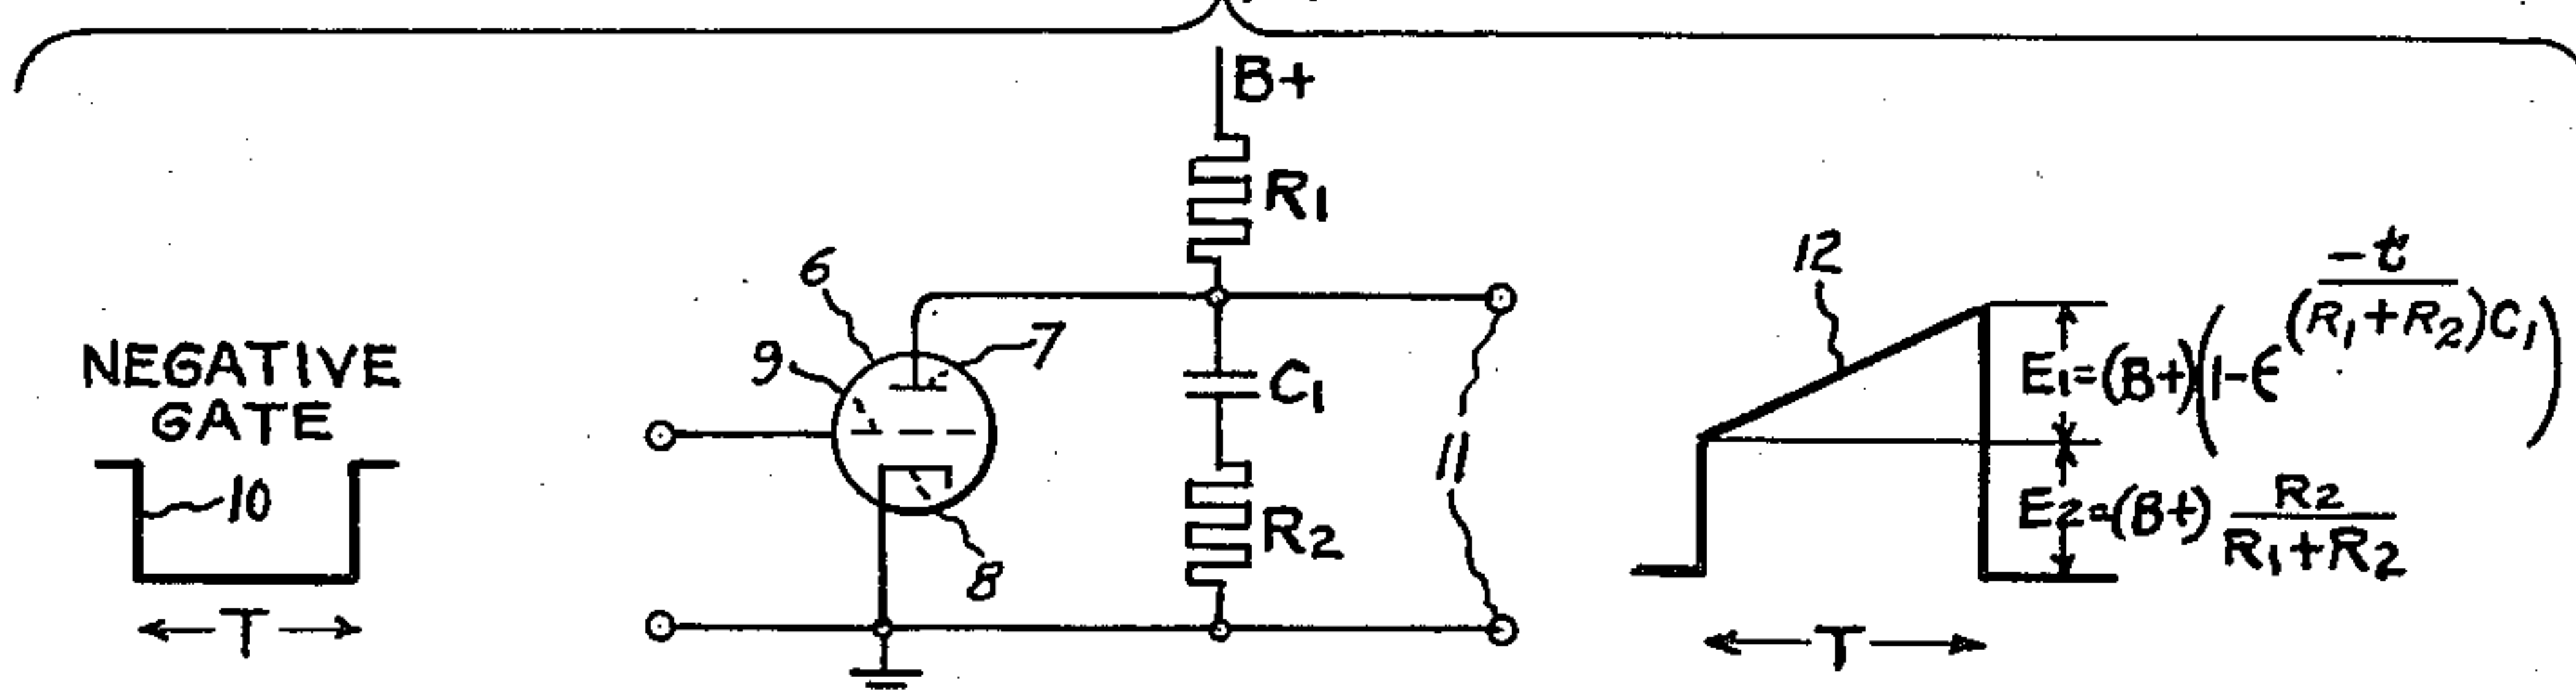 B+
R1
12
6
7
9
C1
NEGATIVE
GATE
10
11
E1=(B+)(1-ϵ^(-t/((R1+R2)C1)))
E2=(B+) R2/(R1+R2)
R2
8
T
T